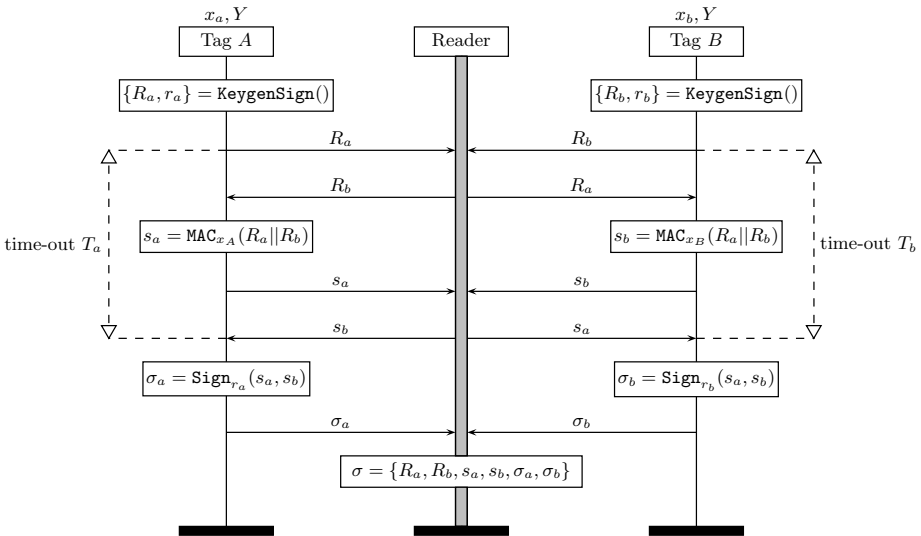 x_a, Y
x_b, Y
Tag A
Reader
Tag B
{R_a, r_a} = KeygenSign()
{R_b, r_b} = KeygenSign()
R_a
R_b
R_b
R_a
s_a = MAC_{x_A}(R_a||R_b)
s_b = MAC_{x_B}(R_a||R_b)
time-out T_a
time-out T_b
s_a
s_b
s_b
s_a
σ_a = Sign_{r_a}(s_a, s_b)
σ_b = Sign_{r_b}(s_a, s_b)
σ_a
σ_b
σ = {R_a, R_b, s_a, s_b, σ_a, σ_b}